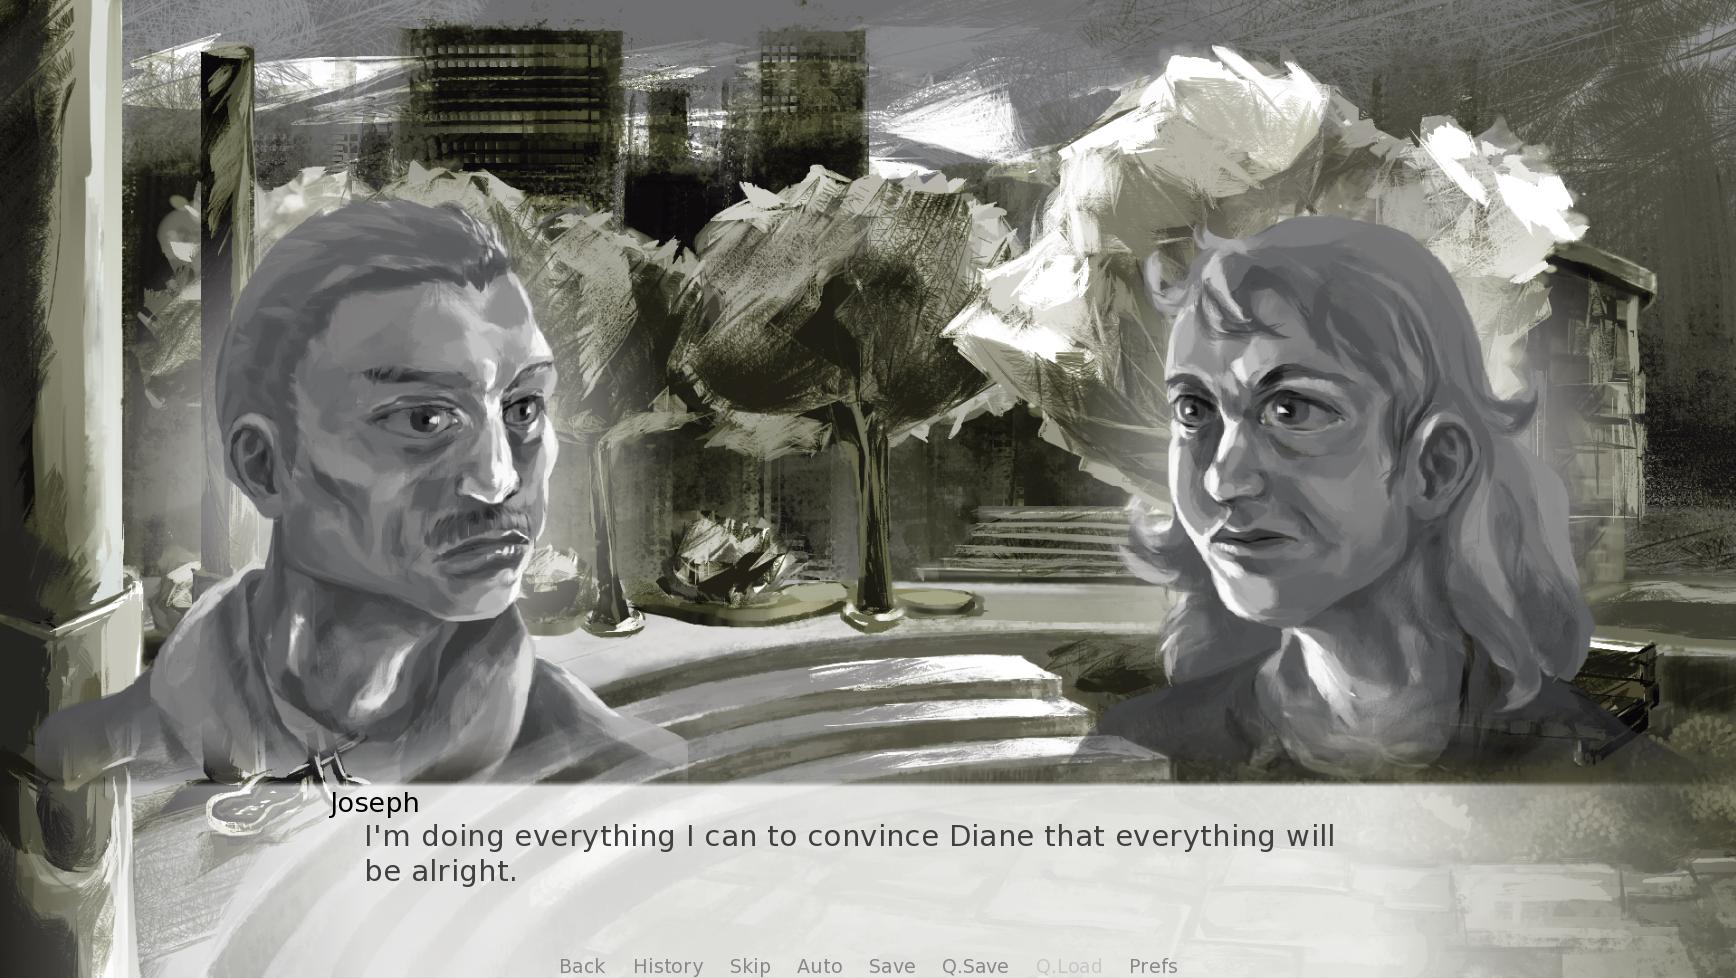 Joseph
I'm doing everything I can to convince Diane that everything will
be alright.
Back History Skip Auto Save Q.Save Q.Load Prefs